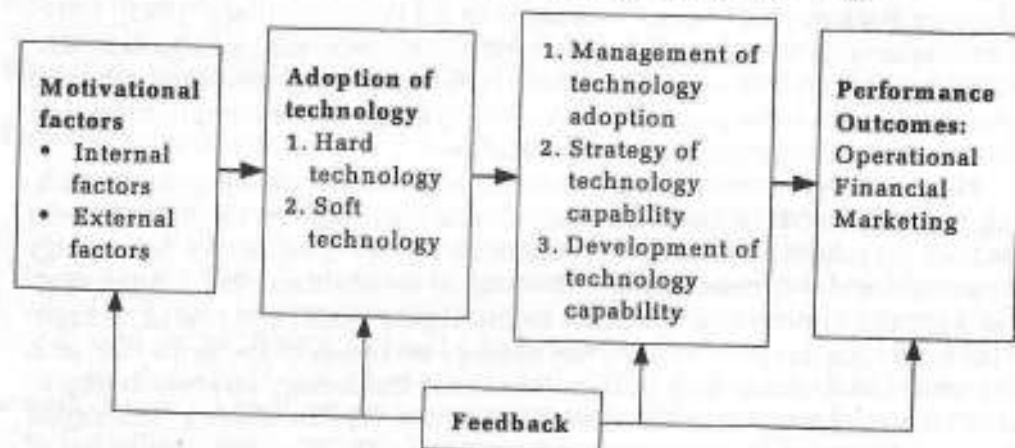 Motivational
factors
• Internal
factors
• External
factors
Adoption of
technology
1. Hard
technology
2. Soft
technology
1. Management of
technology
adoption
2. Strategy of
technology
capability
3. Development of
technology
capability
Performance
Outcomes:
Operational
Financial
Marketing
Feedback